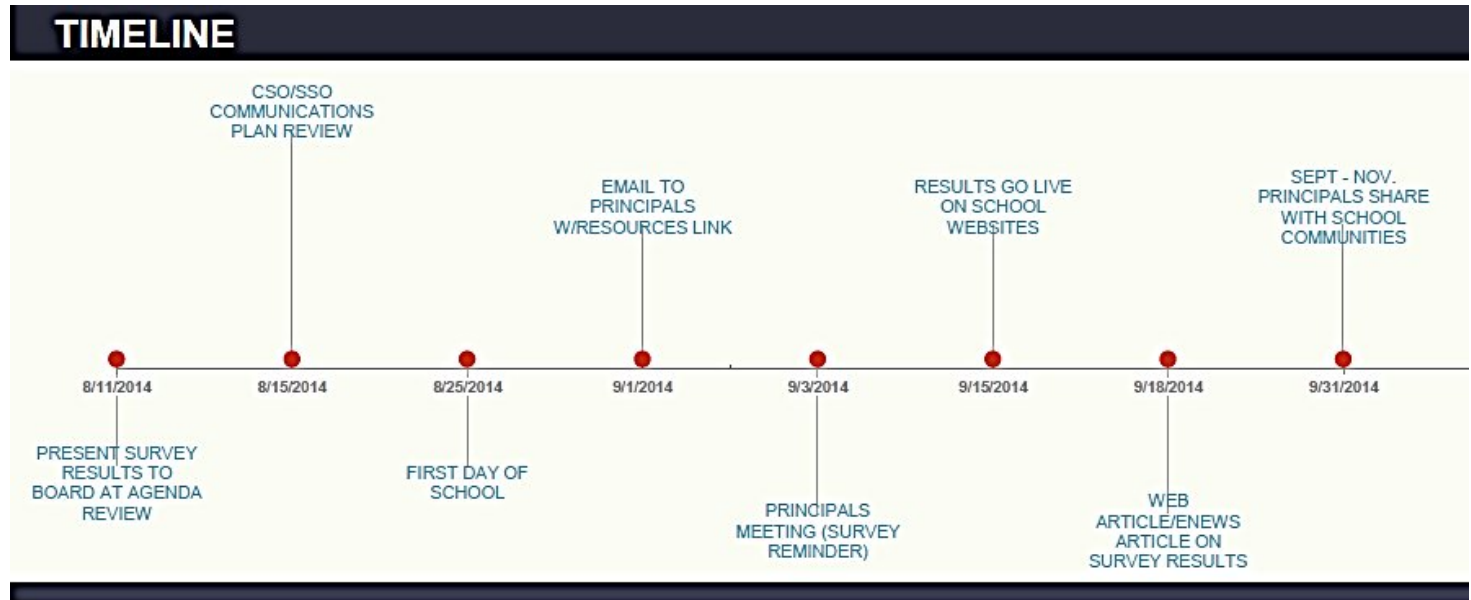 TIMELINE
CSO/SSO
COMMUNICATIONS
PLAN REVIEW
EMAIL TO
PRINCIPALS
W/RESOURCES LINK
RESULTS GO LIVE
ON SCHOOL
WEBSITES
SEPT - NOV.
PRINCIPALS SHARE
WITH SCHOOL
COMMUNITIES
8/11/2014
8/15/2014
8/25/2014
9/1/2014
9/3/2014
9/15/2014
9/18/2014
9/31/2014
PRESENT SURVEY
RESULTS TO
BOARD AT AGENDA
REVIEW
FIRST DAY OF
SCHOOL
PRINCIPALS
MEETING (SURVEY
REMINDER)
WEB
ARTICLE/ENEWS
ARTICLE ON
SURVEY RESULTS